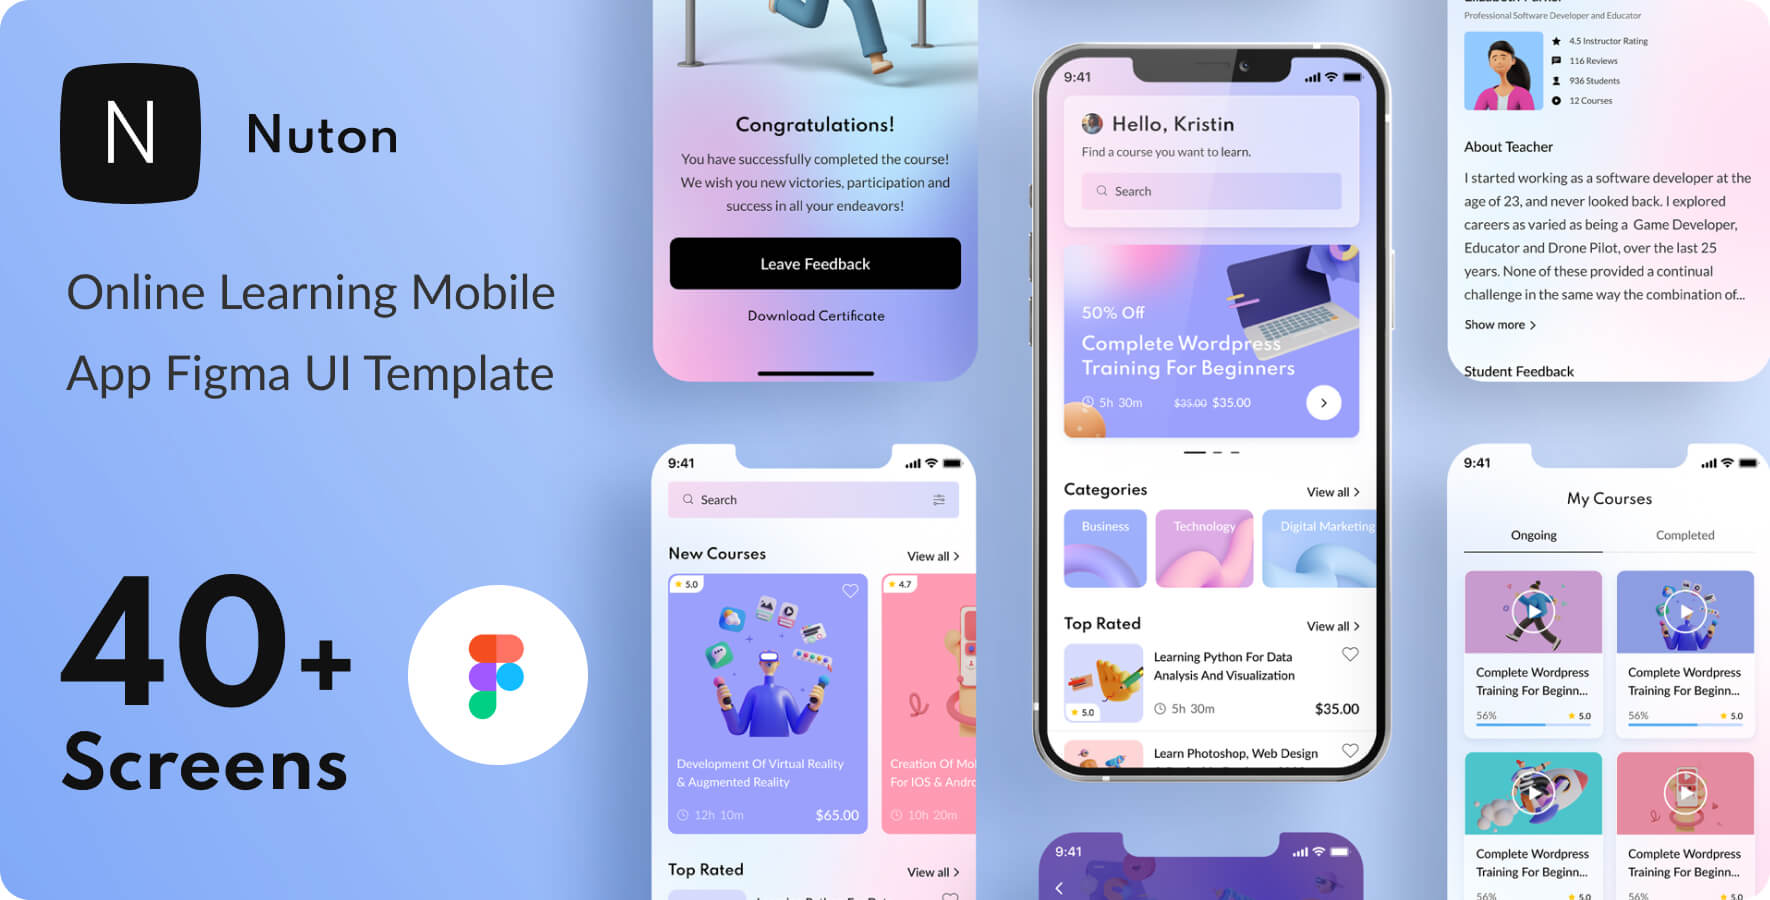 N
Nuton
Online Learning Mobile
App Figma UI Template
40+
Screens
Congratulations!
You have successfully completed the course!
We wish you new victories, participation and
success in all your endeavors!
Leave Feedback
Download Certificate
9:41
Search
New Courses
View all >
5.0
Development Of Virtual Reality
& Augmented Reality
12h 10m
$65.00
4.7
Creation Of Mo
For IOS & Andro
10h 20m
Top Rated
View all >
9:41
Hello, Kristin
Find a course you want to learn.
Search
50% Off
Complete Wordpress
Training For Beginners
5h 30m
$35.00 $35.00
Categories
View all >
Business
Technology
Digital Marketing
Top Rated
View all >
5.0
Learning Python For Data
Analysis And Visualization
5h 30m
$35.00
Learn Photoshop, Web Design
9:41
Professional Software Developer and Educator
4.5 Instructor Rating
116 Reviews
936 Students
12 Courses
About Teacher
I started working as a software developer at the
age of 23, and never looked back. I explored
careers as varied as being a Game Developer,
Educator and Drone Pilot, over the last 25
years. None of these provided a continual
challenge in the same way the combination of...
Show more >
Student Feedback
9:41
My Courses
Ongoing
Completed
Complete Wordpress
Training For Beginn...
56%
5.0
Complete Wordpress
Training For Beginn...
56%
5.0
Complete Wordpress
Training For Beginn...
56%
5.0
Complete Wordpress
Training For Beginn...
56%
5.0